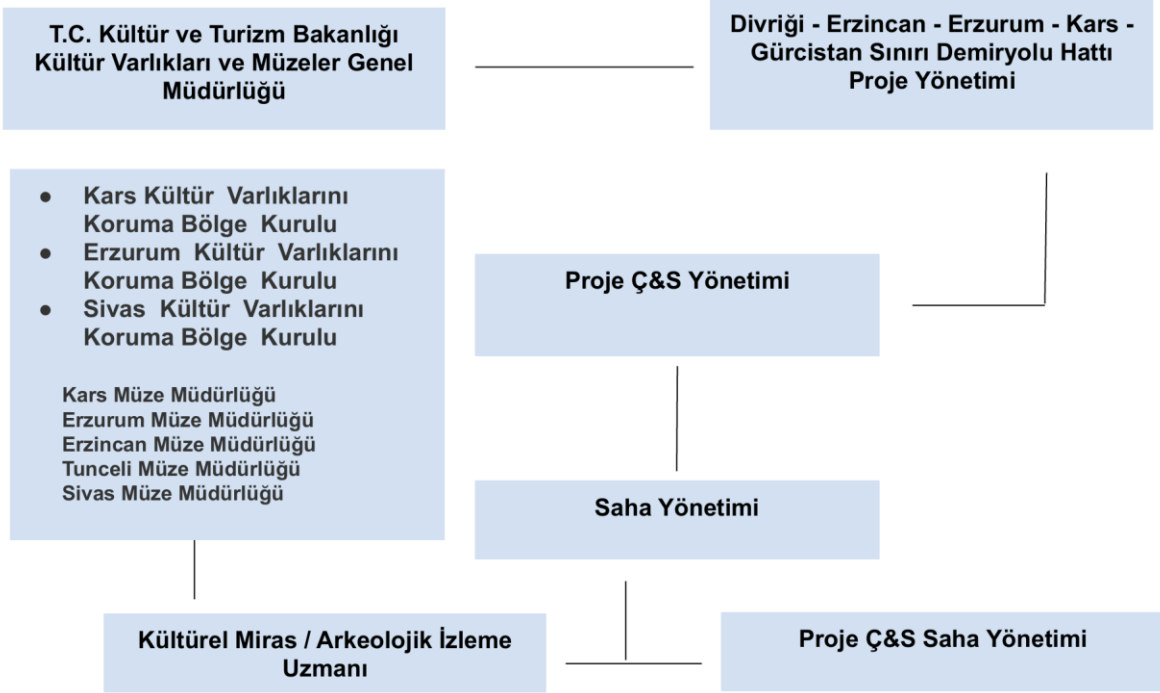 T.C. Kültür ve Turizm Bakanlığı
Kültür Varlıkları ve Müzeler Genel
Müdürlüğü
Divriği - Erzincan - Erzurum - Kars -
Gürcistan Sınırı Demiryolu Hattı
Proje Yönetimi
● Kars Kültür Varlıklarını
Koruma Bölge Kurulu
● Erzurum Kültür Varlıklarını
Koruma Bölge Kurulu
● Sivas Kültür Varlıklarını
Koruma Bölge Kurulu
Kars Müze Müdürlüğü
Erzurum Müze Müdürlüğü
Erzincan Müze Müdürlüğü
Tunceli Müze Müdürlüğü
Sivas Müze Müdürlüğü
Proje Ç&S Yönetimi
Saha Yönetimi
Kültürel Miras / Arkeolojik İzleme
Uzmanı
Proje Ç&S Saha Yönetimi